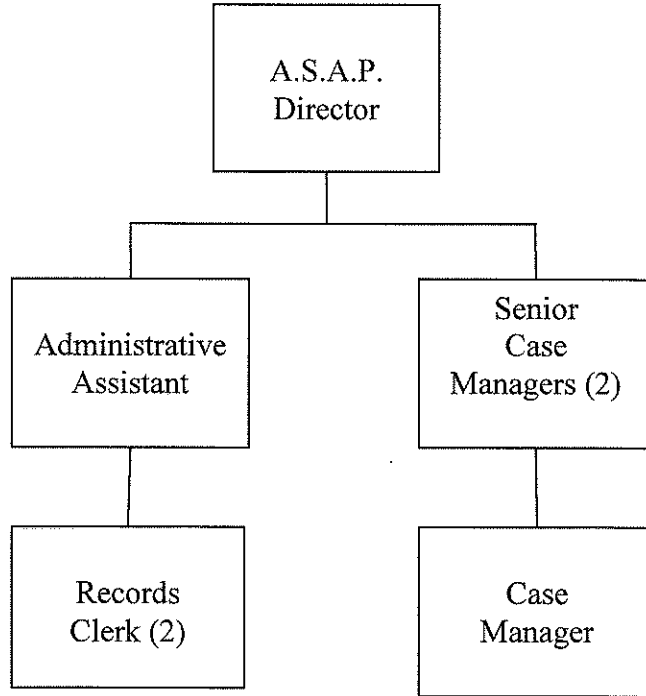 A.S.A.P.
Director
Administrative
Assistant
Senior
Case
Managers (2)
Records
Clerk (2)
Case
Manager